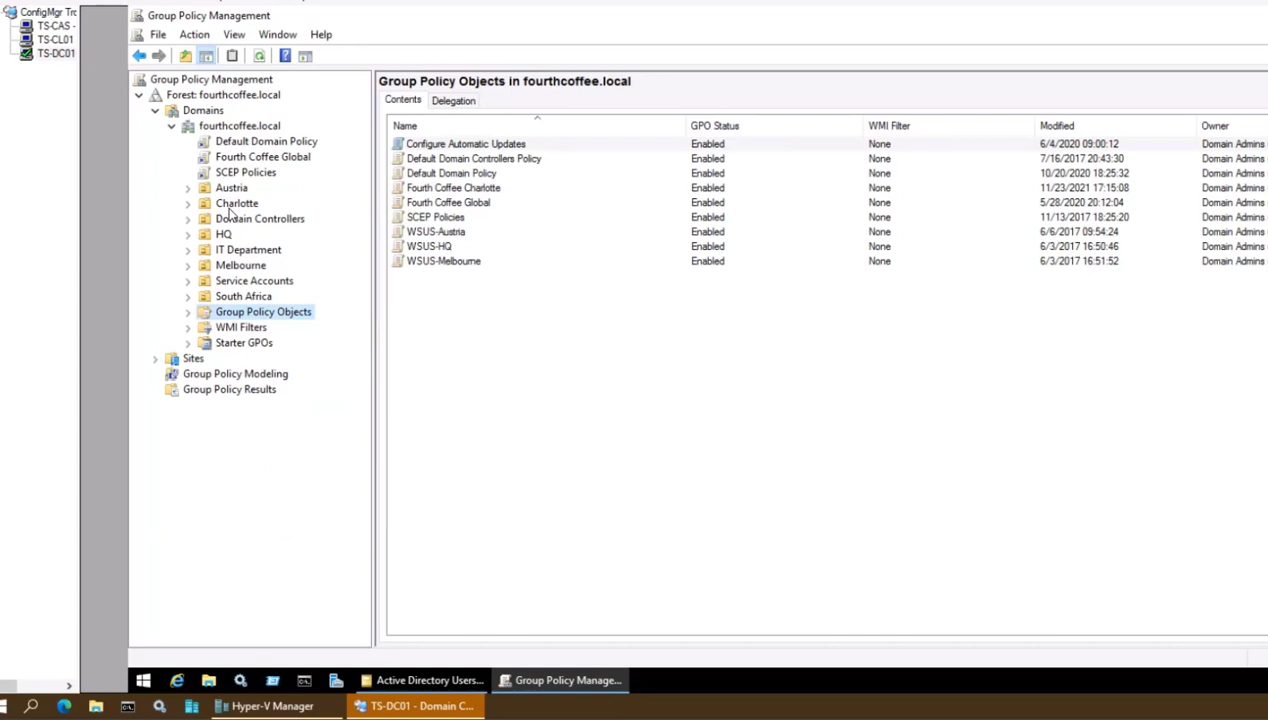 ConfigMgr Tro
TS-CAS -
TS-CL01
TS-DC01
Group Policy Management
File Action View Window Help
Group Policy Management
Forest: fourthcoffee.local
Domains
fourthcoffee.local
Default Domain Policy
Fourth Coffee Global
SCEP Policies
Austria
Charlotte
Domain Controllers
HQ
IT Department
Melbourne
Service Accounts
South Africa
Group Policy Objects
WMI Filters
Starter GPOs
Sites
Group Policy Modeling
Group Policy Results
Group Policy Objects in fourthcoffee.local
Contents Delegation
Name GPO Status WMI Filter Modified Owner
Configure Automatic Updates Enabled None 6/4/2020 09:00:12 Domain Admins
Default Domain Controllers Policy Enabled None 7/16/2017 20:43:30 Domain Admins
Default Domain Policy Enabled None 10/20/2020 18:25:32 Domain Admins
Fourth Coffee Charlotte Enabled None 11/23/2021 17:15:08 Domain Admins
Fourth Coffee Global Enabled None 5/28/2020 20:12:04 Domain Admins
SCEP Policies Enabled None 11/13/2017 18:25:20 Domain Admins
WSUS-Austria Enabled None 6/6/2017 09:54:24 Domain Admins
WSUS-HQ Enabled None 6/3/2017 16:50:46 Domain Admins
WSUS-Melbourne Enabled None 6/3/2017 16:51:52 Domain Admins
Active Directory Users... Group Policy Manage...
Hyper-V Manager TS-DC01 - Domain C...